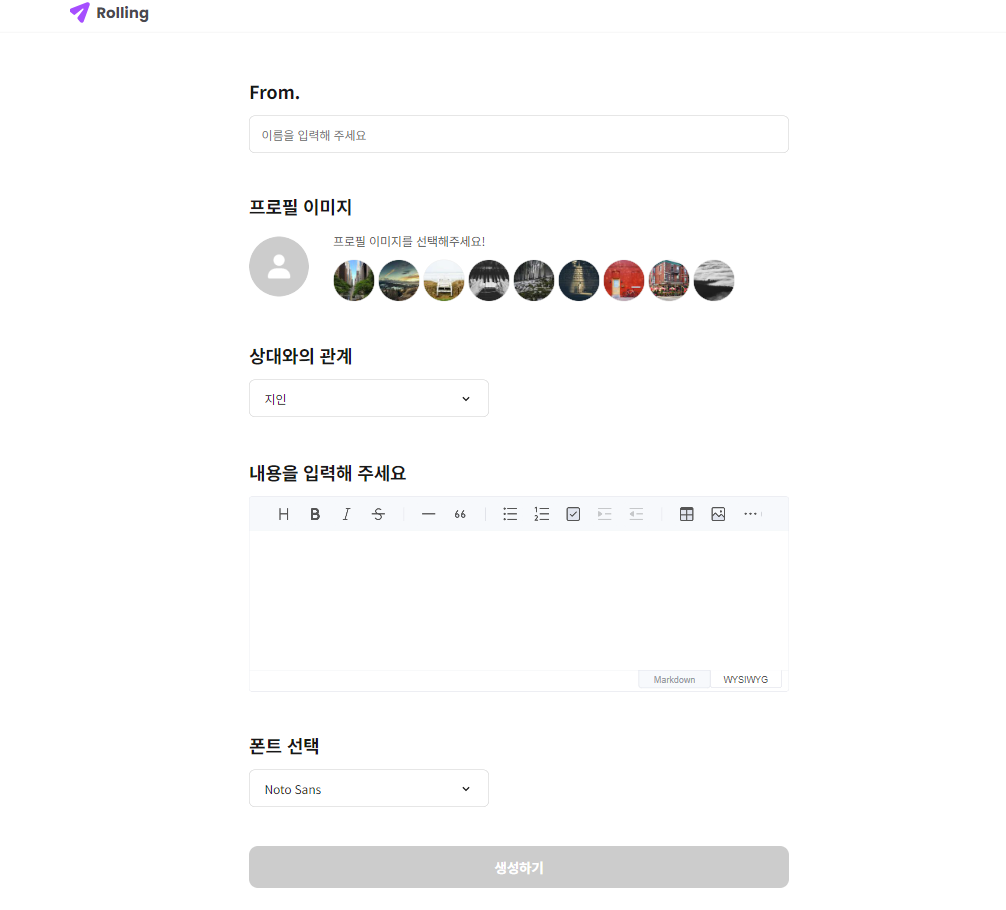 Rolling
From.
이름을 입력해 주세요
프로필 이미지
프로필 이미지를 선택해주세요!
상대와의 관계
지인
내용을 입력해 주세요
Markdown
WYSIWYG
폰트 선택
Noto Sans
생성하기